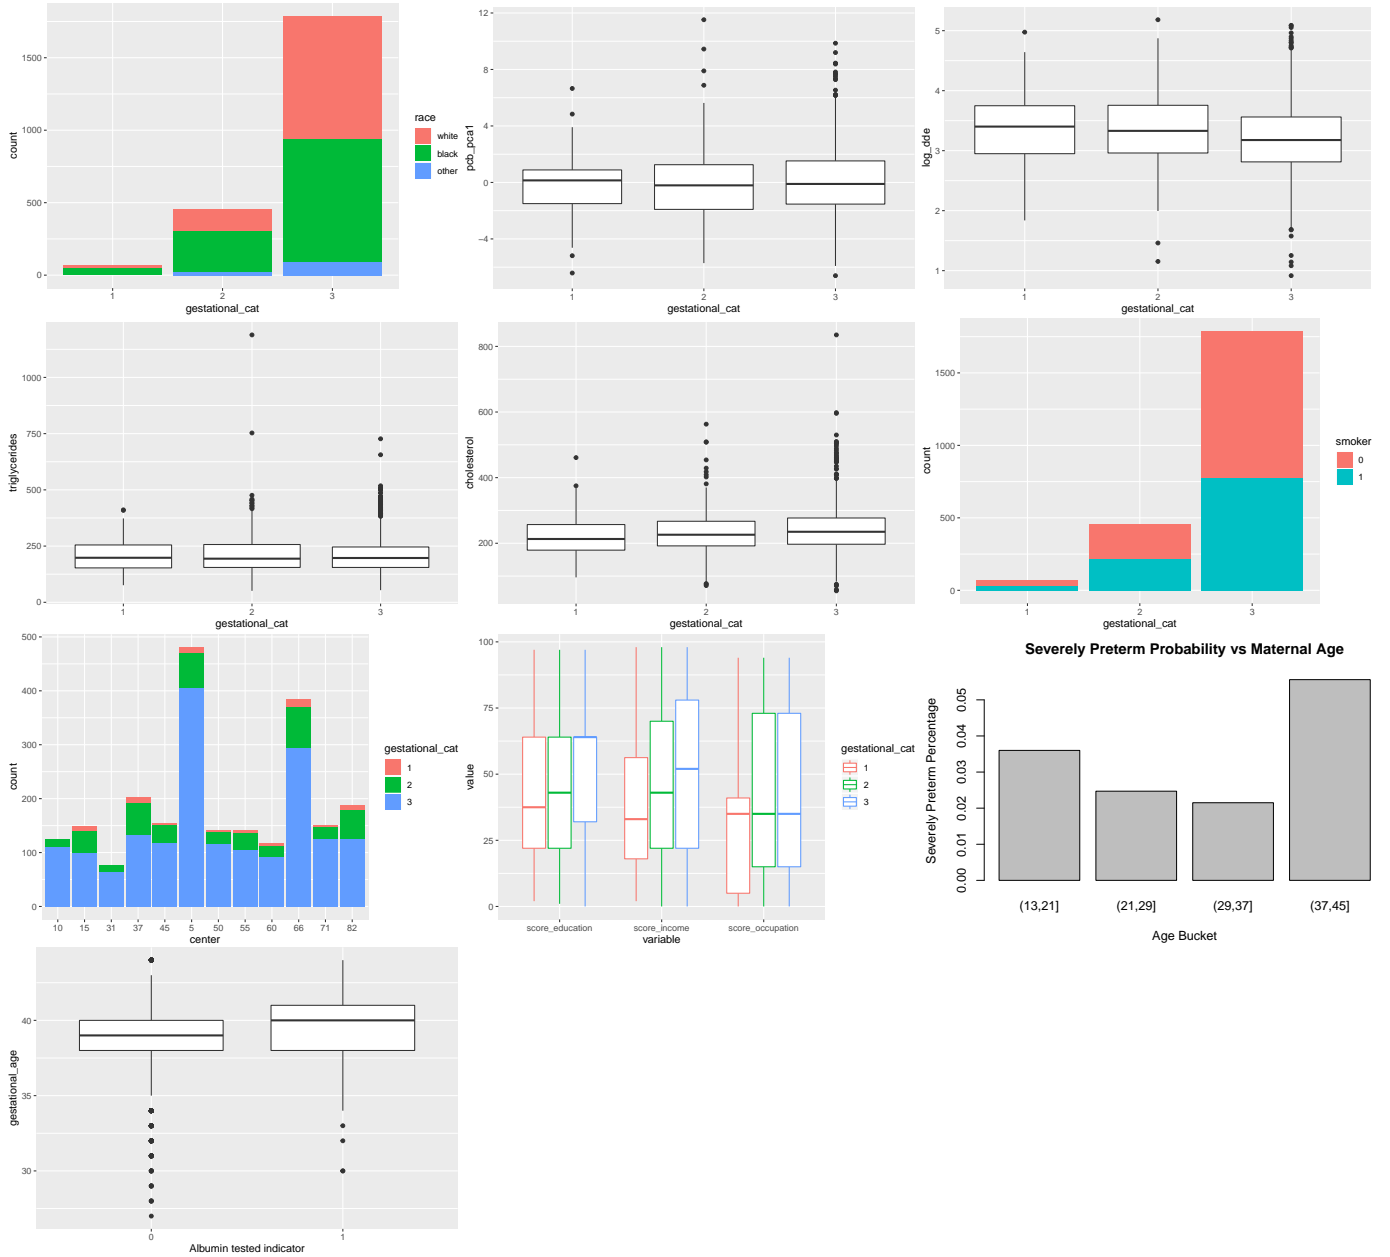 1500
1000
500
0
count
1
2
3
gestational_cat
race
white
black
other
12
8
4
0
−4
pcb_pca1
1
2
3
gestational_cat
5
4
3
2
1
log_dde
1
2
3
gestational_cat
1000
750
500
250
0
triglycerides
1
2
3
gestational_cat
800
600
400
200
cholesterol
1
2
3
gestational_cat
1500
1000
500
0
count
1
2
3
gestational_cat
smoker
0
1
500
400
300
200
100
0
count
10 15 31 37 45 5 50 55 60 66 71 82
center
gestational_cat
1
2
3
100
75
50
25
0
value
score_education score_income score_occupation
variable
gestational_cat
1
2
3
Severely Preterm Probability vs Maternal Age
Severely Preterm Percentage
0.05
0.04
0.03
0.02
0.01
0.00
(13,21] (21,29] (29,37] (37,45]
Age Bucket
40
35
30
gestational_age
0
1
Albumin tested indicator